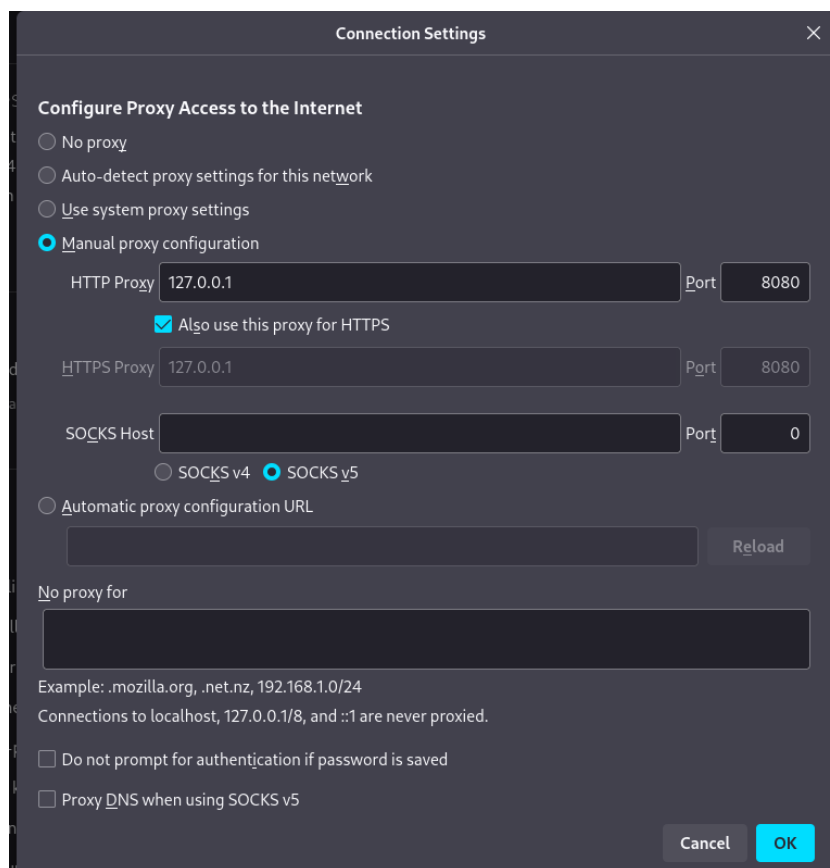 Connection Settings
Configure Proxy Access to the Internet
No proxy
Auto-detect proxy settings for this network
Use system proxy settings
Manual proxy configuration
HTTP Proxy 127.0.0.1 Port 8080
Also use this proxy for HTTPS
HTTPS Proxy 127.0.0.1 Port 8080
SOCKS Host Port 0
SOCKS v4 SOCKS v5
Automatic proxy configuration URL
Reload
No proxy for
Example: .mozilla.org, .net.nz, 192.168.1.0/24
Connections to localhost, 127.0.0.1/8, and ::1 are never proxied.
Do not prompt for authentication if password is saved
Proxy DNS when using SOCKS v5
Cancel OK